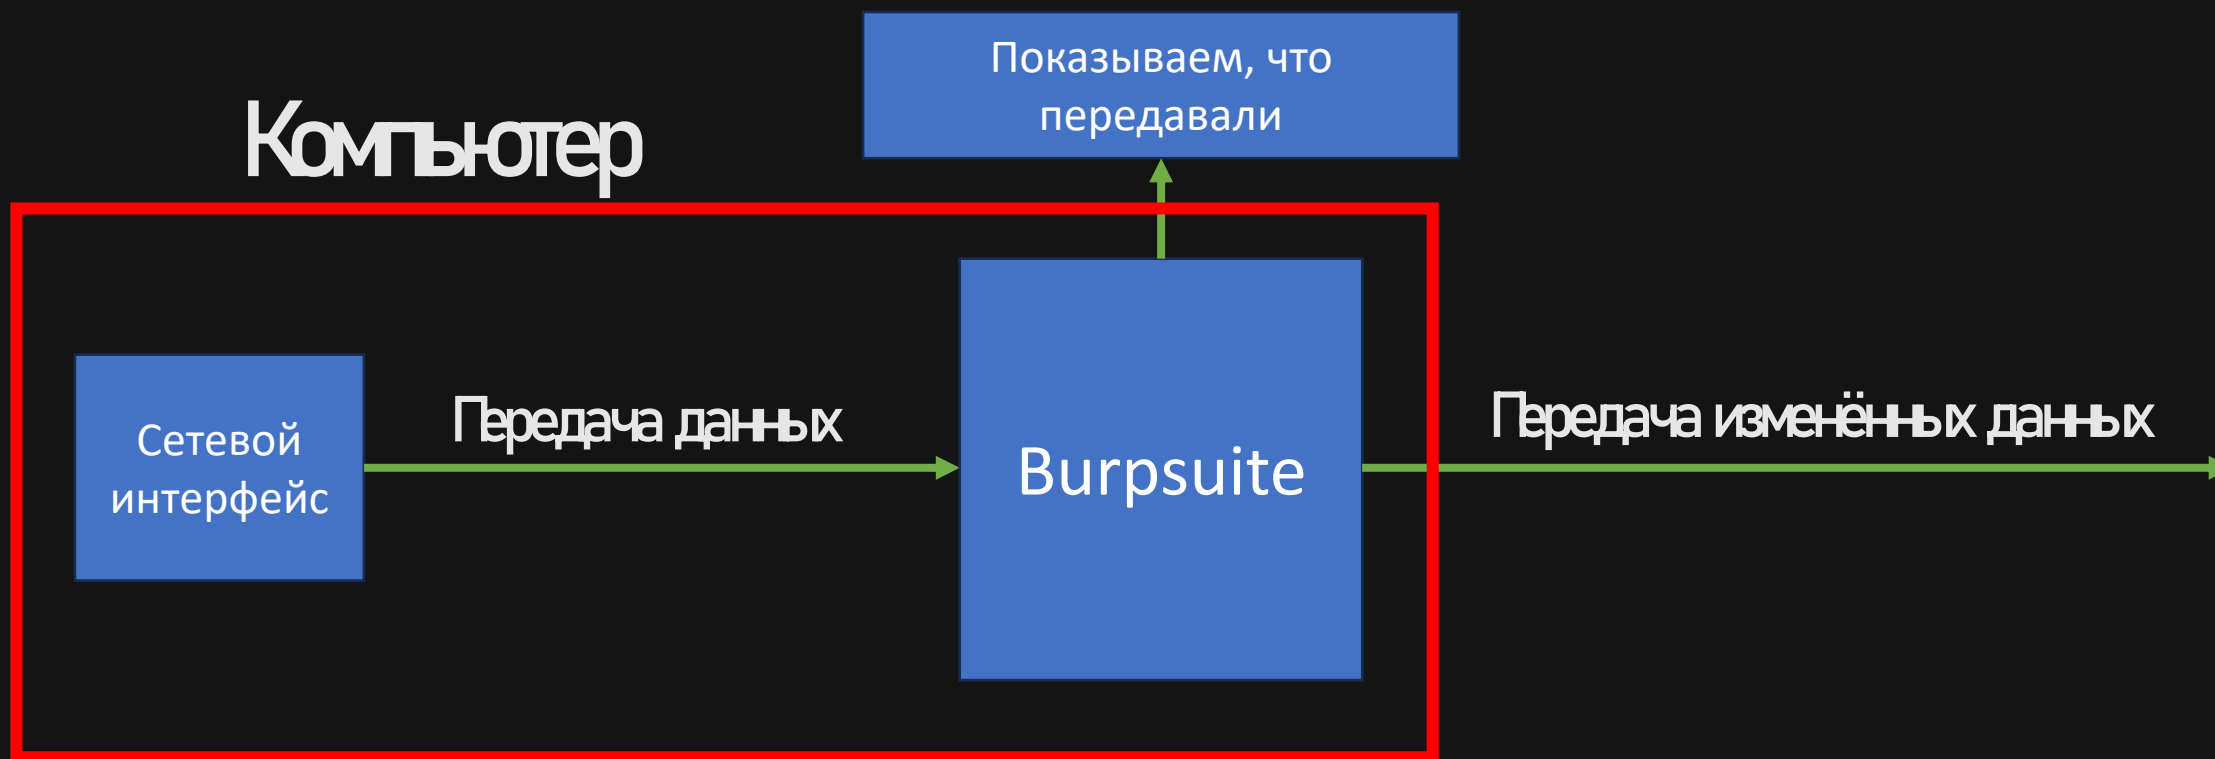 Показываем, что
передавали
Компьютер
Передача данных
Передача изменённых данных
Сетевой
интерфейс
Burpsuite